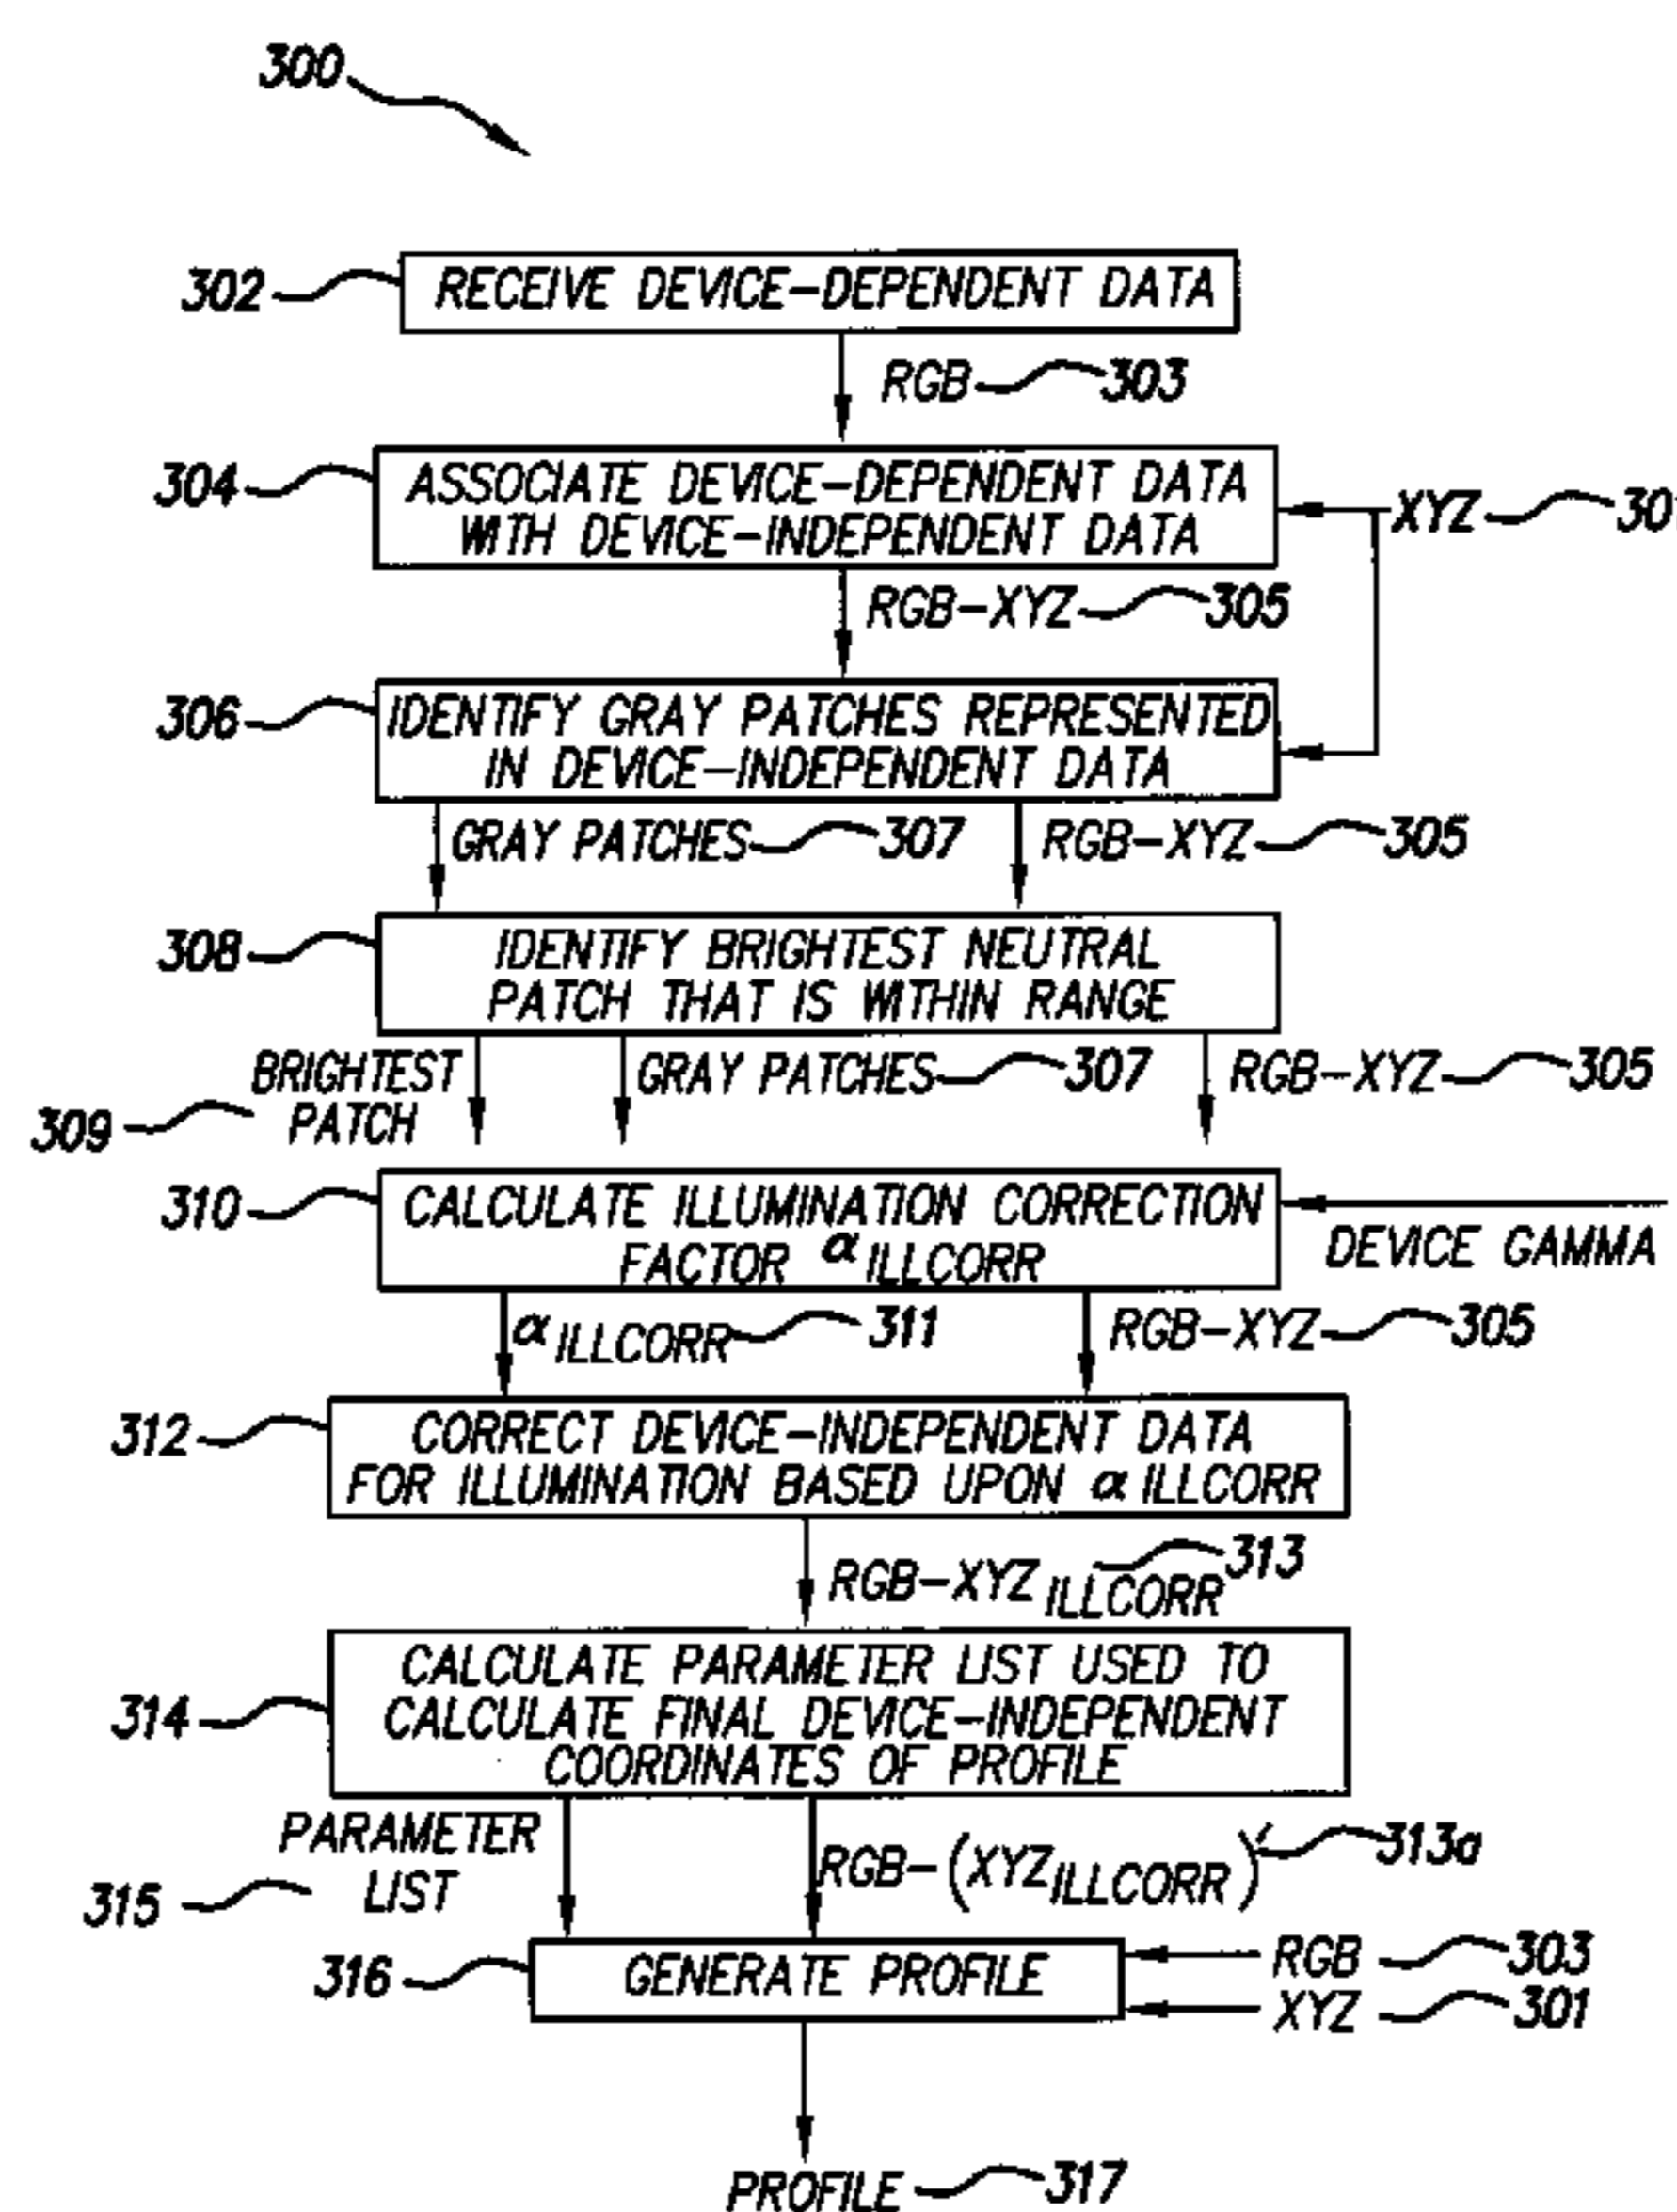 300
302 RECEIVE DEVICE-DEPENDENT DATA
RGB 303
304 ASSOCIATE DEVICE-DEPENDENT DATA
WITH DEVICE-INDEPENDENT DATA
XYZ 301
RGB-XYZ 305
306 IDENTIFY GRAY PATCHES REPRESENTED
IN DEVICE-INDEPENDENT DATA
GRAY PATCHES 307 RGB-XYZ 305
308 IDENTIFY BRIGHTEST NEUTRAL
PATCH THAT IS WITHIN RANGE
BRIGHTEST
PATCH
309
GRAY PATCHES 307 RGB-XYZ 305
310 CALCULATE ILLUMINATION CORRECTION
FACTOR α ILLCORR
DEVICE GAMMA
α ILLCORR 311 RGB-XYZ 305
312 CORRECT DEVICE-INDEPENDENT DATA
FOR ILLUMINATION BASED UPON α ILLCORR
RGB-XYZ ILLCORR 313
314 CALCULATE PARAMETER LIST USED TO
CALCULATE FINAL DEVICE-INDEPENDENT
COORDINATES OF PROFILE
PARAMETER
LIST
315
RGB-(XYZ ILLCORR)' 313a
316 GENERATE PROFILE
RGB 303
XYZ 301
PROFILE 317